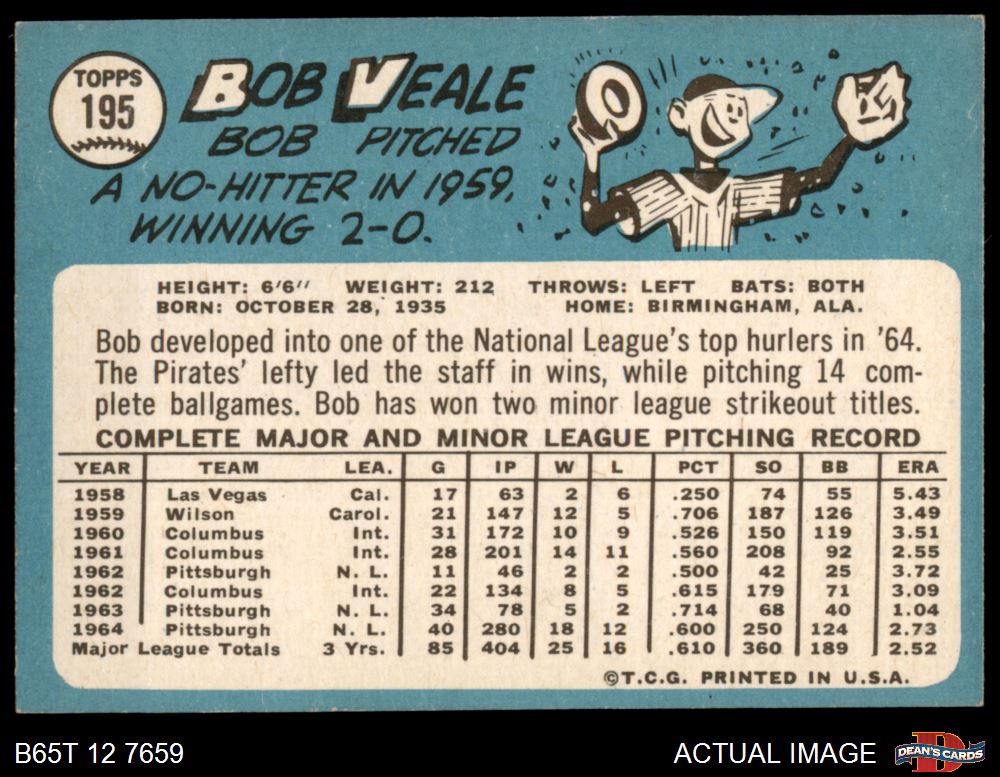 TOPPS
195
BOB VEALE
BOB PITCHED
A NO-HITTER IN 1959,
WINNING 2-0.
HEIGHT: 6'6" WEIGHT: 212 THROWS: LEFT BATS: BOTH
BORN: OCTOBER 28, 1935 HOME: BIRMINGHAM, ALA.
Bob developed into one of the National League's top hurlers in '64.
The Pirates' lefty led the staff in wins, while pitching 14 com-
plete ballgames. Bob has won two minor league strikeout titles.
COMPLETE MAJOR AND MINOR LEAGUE PITCHING RECORD
YEAR TEAM LEA. G IP W L PCT SO BB ERA
1958 Las Vegas Cal. 17 63 2 6 .250 74 55 5.43
1959 Wilson Carol. 21 147 12 5 .706 187 126 3.49
1960 Columbus Int. 31 172 10 9 .526 150 119 3.51
1961 Columbus Int. 28 201 14 11 .560 208 92 2.55
1962 Pittsburgh N. L. 11 46 2 2 .500 42 25 3.72
1962 Columbus Int. 22 134 8 5 .615 179 71 3.09
1963 Pittsburgh N. L. 34 78 5 2 .714 68 40 1.04
1964 Pittsburgh N. L. 40 280 18 12 .600 250 124 2.73
Major League Totals 3 Yrs. 85 404 25 16 .610 360 189 2.52
©T.C.G. PRINTED IN U.S.A.
B65T 12 7659 ACTUAL IMAGE DEAN'S CARDS